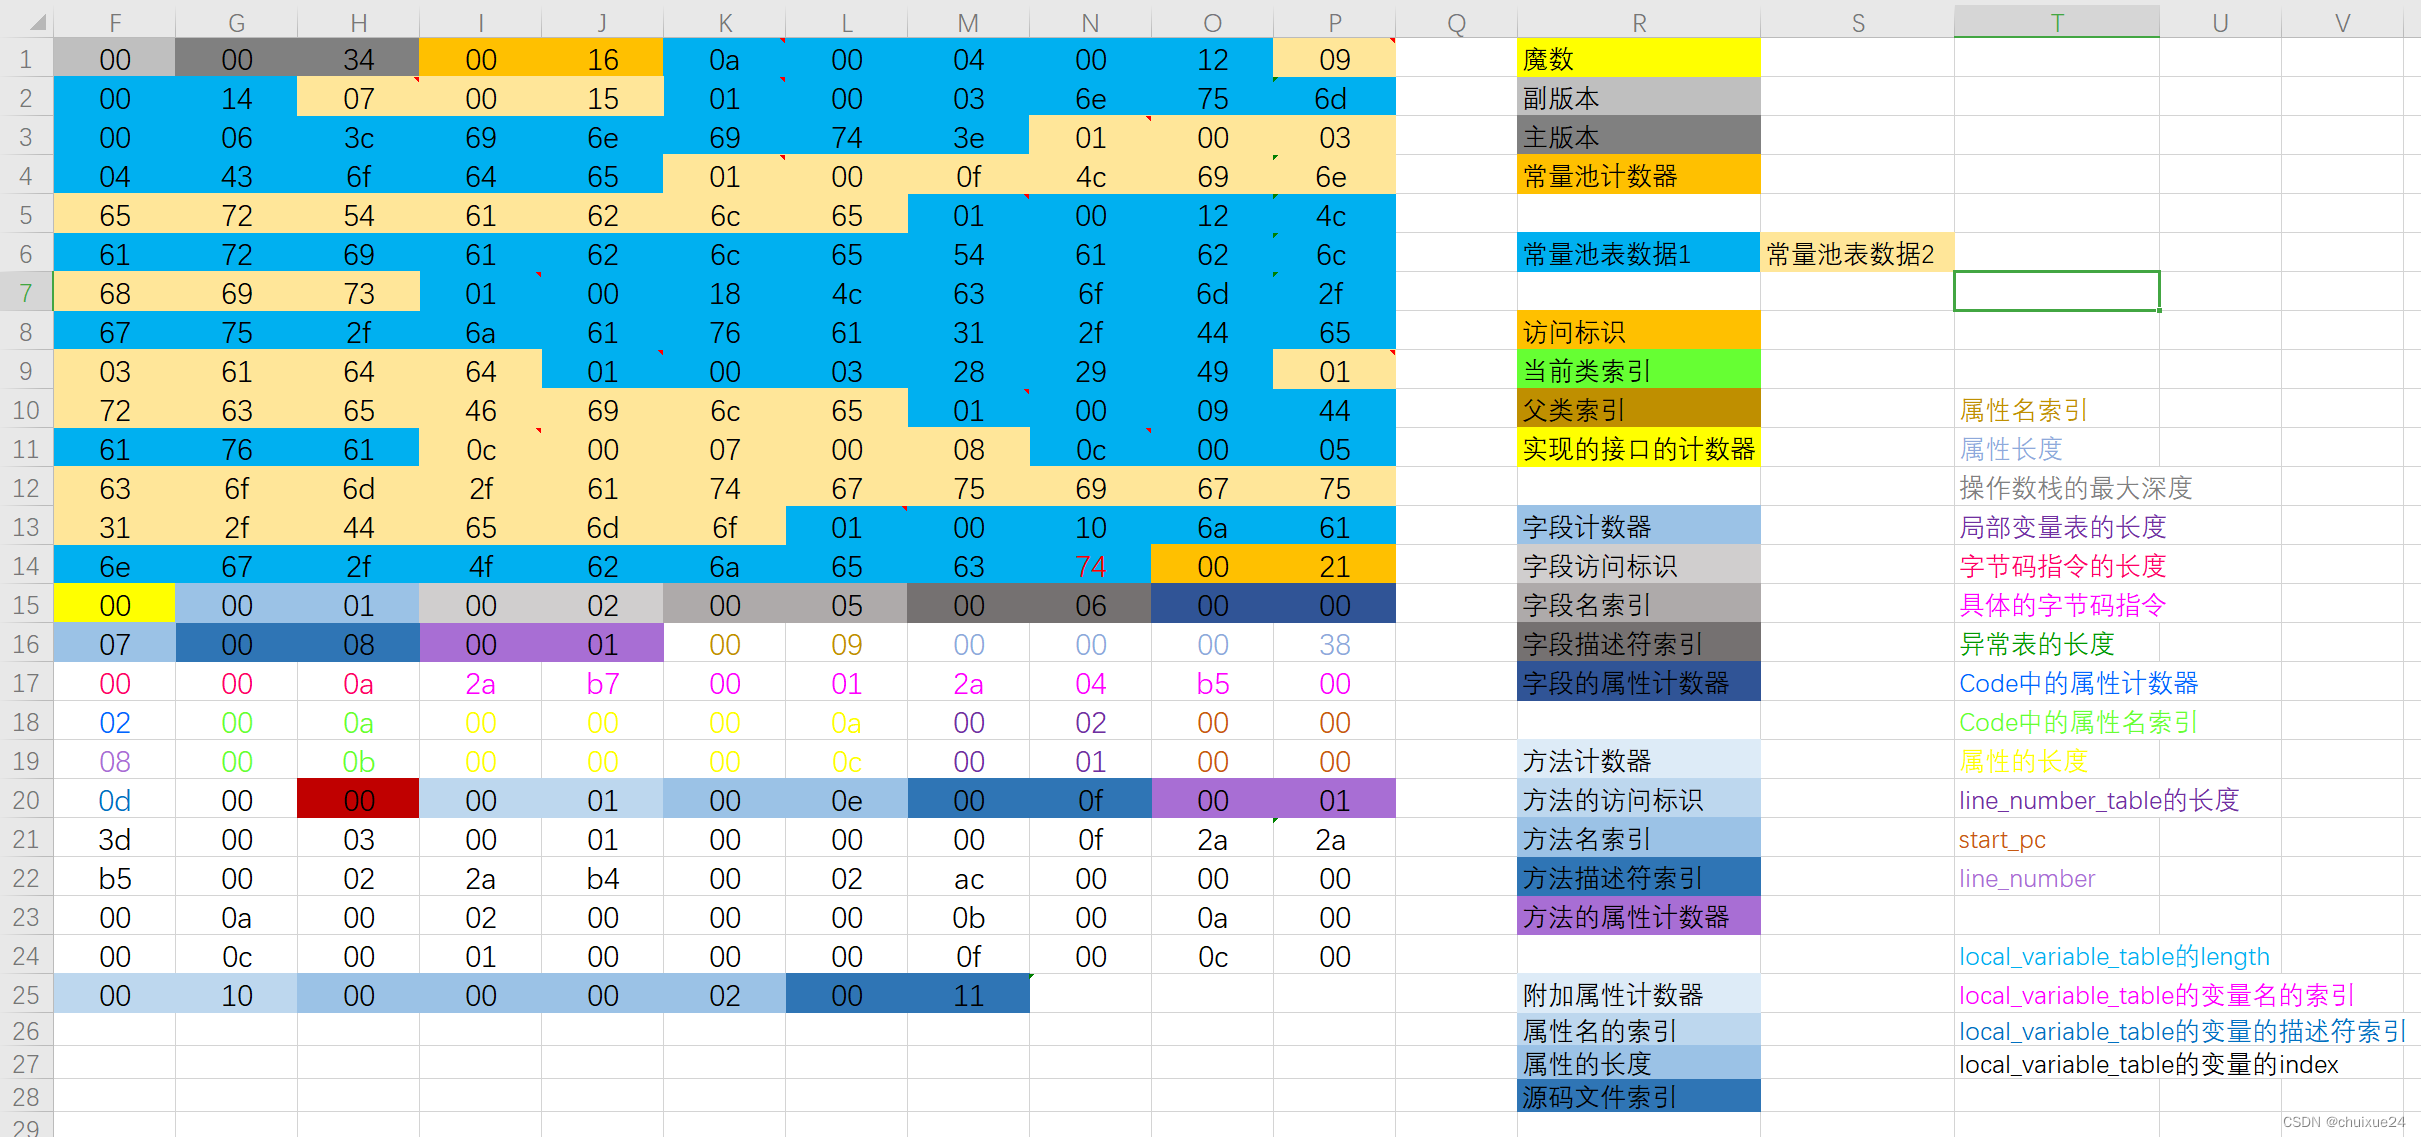 F G H I J K L M N O P Q R S T U V
1 00 00 34 00 16 0a 00 04 00 12 09 魔数
2 00 14 07 00 15 01 00 03 6e 75 6d 副版本
3 00 06 3c 69 6e 69 74 3e 01 00 03 主版本
4 04 43 6f 64 65 01 00 0f 4c 69 6e 常量池计数器
5 65 72 54 61 62 6c 65 01 00 12 4c
6 61 72 69 61 62 6c 65 54 61 62 6c 常量池表数据1 常量池表数据2
7 68 69 73 01 00 18 4c 63 6f 6d 2f
8 67 75 2f 6a 61 76 61 31 2f 44 65 访问标识
9 03 61 64 64 01 00 03 28 29 49 01 当前类索引
10 72 63 65 46 69 6c 65 01 00 09 44 父类索引 属性名索引
11 61 76 61 0c 00 07 00 08 0c 00 05 实现的接口的计数器 属性长度
12 63 6f 6d 2f 61 74 67 75 69 67 75 操作数栈的最大深度
13 31 2f 44 65 6d 6f 01 00 10 6a 61 字段计数器 局部变量表的长度
14 6e 67 2f 4f 62 6a 65 63 74 00 21 字段访问标识 字节码指令的长度
15 00 00 01 00 02 00 05 00 06 00 00 字段名索引 具体的字节码指令
16 07 00 08 00 01 00 09 00 00 00 38 字段描述符索引 异常表的长度
17 00 00 0a 2a b7 00 01 2a 04 b5 00 字段的属性计数器 Code中的属性计数器
18 02 00 0a 00 00 00 0a 00 02 00 00 Code中的属性名索引
19 08 00 0b 00 00 00 0c 00 01 00 00 方法计数器 属性的长度
20 0d 00 00 00 01 00 0e 00 0f 00 01 方法的访问标识 line_number_table的长度
21 3d 00 03 00 01 00 00 00 0f 2a 2a 方法名索引 start_pc
22 b5 00 02 2a b4 00 02 ac 00 00 00 方法描述符索引 line_number
23 00 0a 00 02 00 00 00 0b 00 0a 00 方法的属性计数器
24 00 0c 00 01 00 00 00 0f 00 0c 00 local_variable_table的length
25 00 10 00 00 00 02 00 11 附加属性计数器 local_variable_table的变量名的索引
26 属性名的索引 local_variable_table的变量的描述符索引
27 属性的长度 local_variable_table的变量的index
28 源码文件索引
29
CSDN @chuixue24